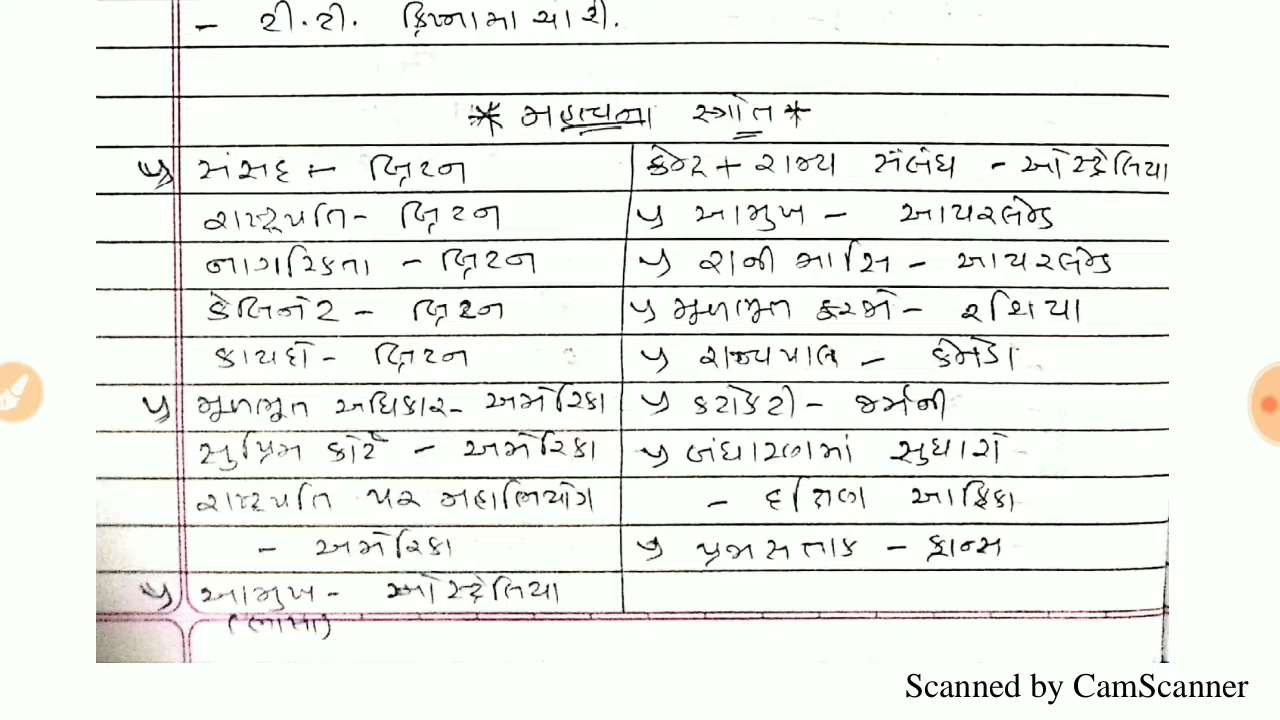 - ટી.ટી. ક્રિષ્નામાચારી.
* મહત્વના સ્ત્રોત *
સંસદ :- બ્રિટન
રાષ્ટ્રપતિ - બ્રિટન
નાગરિકતા - બ્રિટન
કેબિનેટ - બ્રિટન
કાયદો - બ્રિટન
મૂળભૂત અધિકાર - અમેરિકા
સુપ્રિમ કોર્ટ - અમેરિકા
રાષ્ટ્રપતિ પર મહાભિયોગ
- અમેરિકા
આમુખ - ઓસ્ટ્રેલિયા
(ભાષા)
કેન્દ્ર + રાજ્ય સંબંધ - ઓસ્ટ્રેલિયા
આમુખ - આયરલેન્ડ
- આયરલેન્ડ
મૂળભૂત ફરજો - રશિયા
રાજ્યપાલ - કેનેડા
કટોકટી - જર્મની
બંધારણમાં સુધારો
- દક્ષિણ આફ્રિકા
પ્રજાસત્તાક - ફ્રાન્સ
Scanned by CamScanner